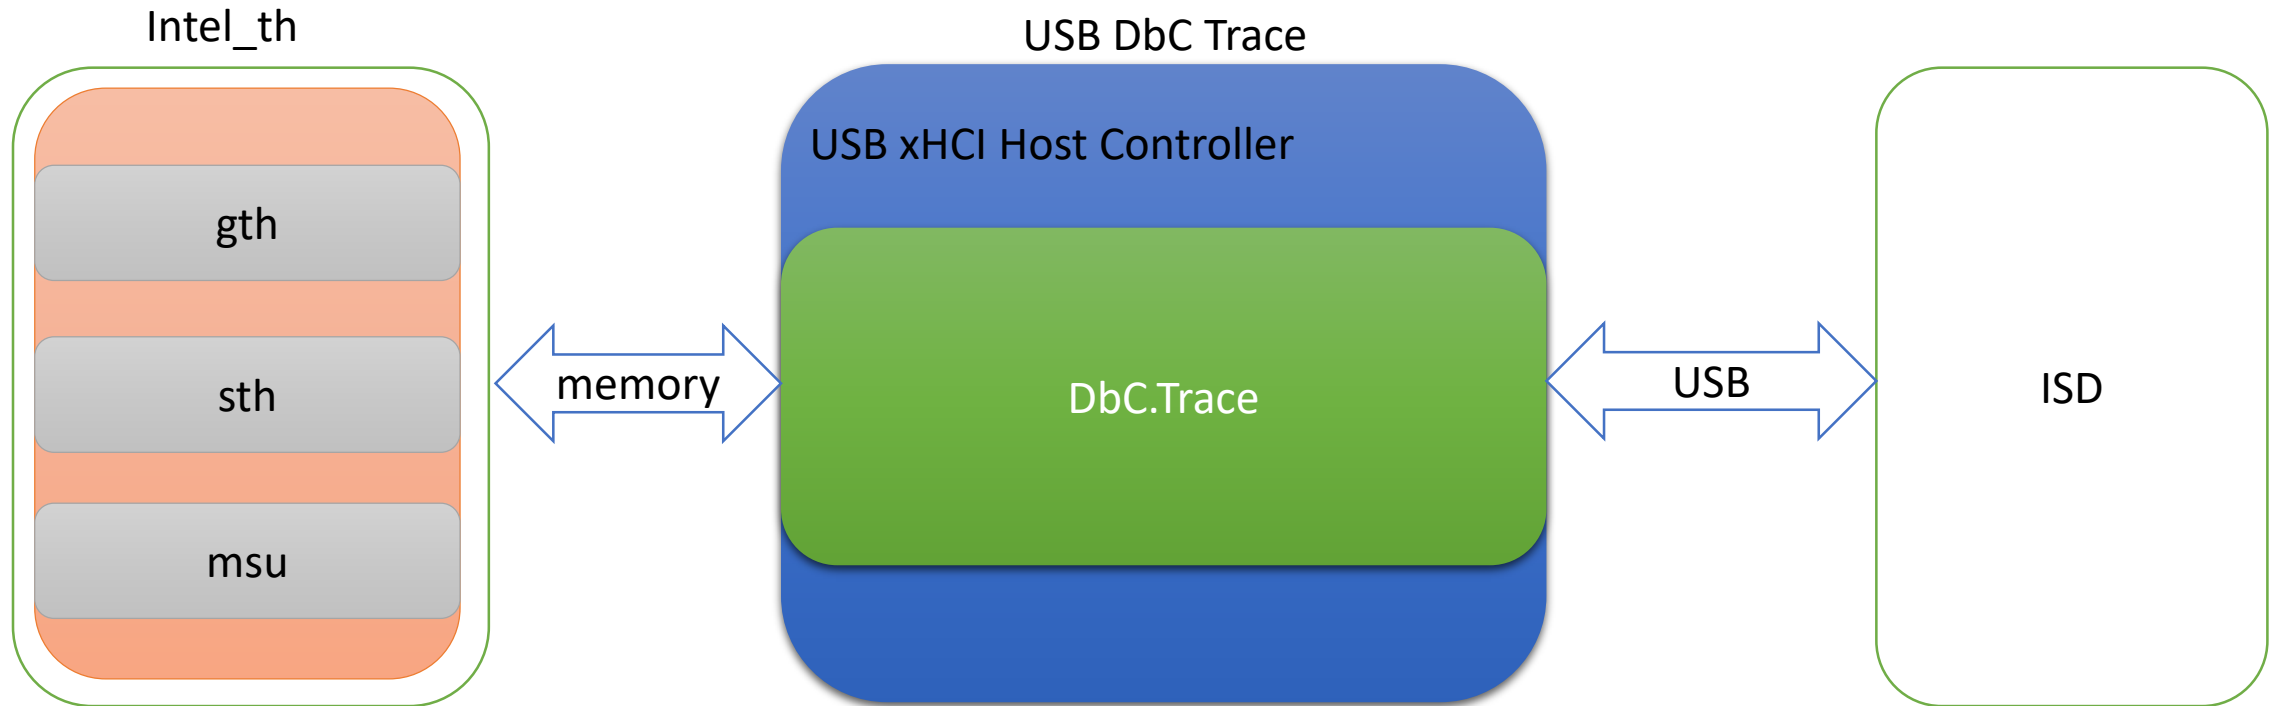 Intel_th
gth
sth
msu
memory
USB DbC Trace
USB xHCI Host Controller
DbC.Trace
USB
ISD